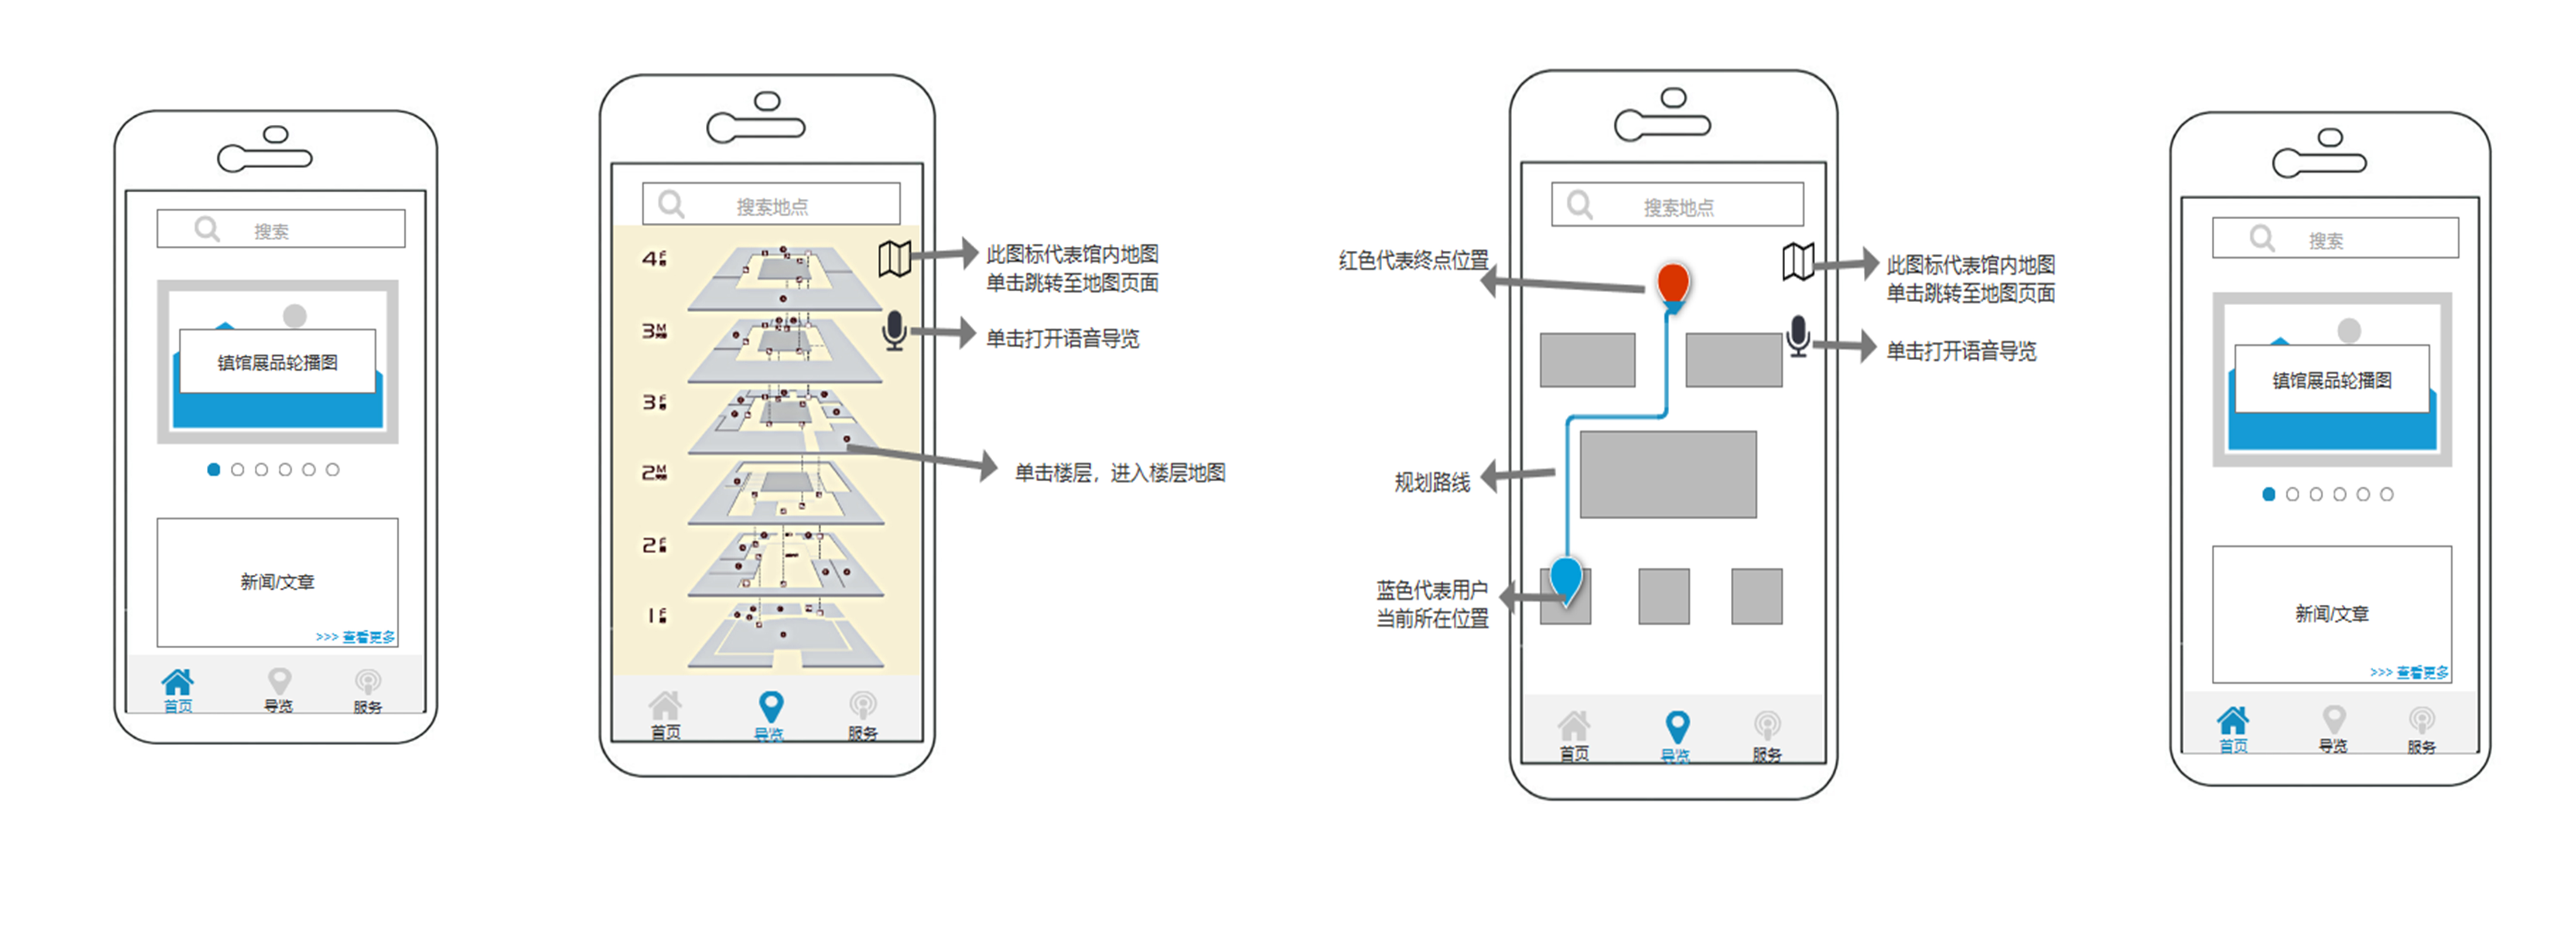 搜索
镇馆展品轮播图
新闻/文章
>>> 查看更多
首页
导览
服务
搜索地点
4F
3M
3F
2M
2F
1F
此图标代表馆内地图
单击跳转至地图页面
单击打开语音导览
单击楼层，进入楼层地图
首页
导览
服务
搜索地点
红色代表终点位置
规划路线
蓝色代表用户
当前所在位置
此图标代表馆内地图
单击跳转至地图页面
单击打开语音导览
首页
导览
服务
搜索
镇馆展品轮播图
新闻/文章
>>> 查看更多
首页
导览
服务